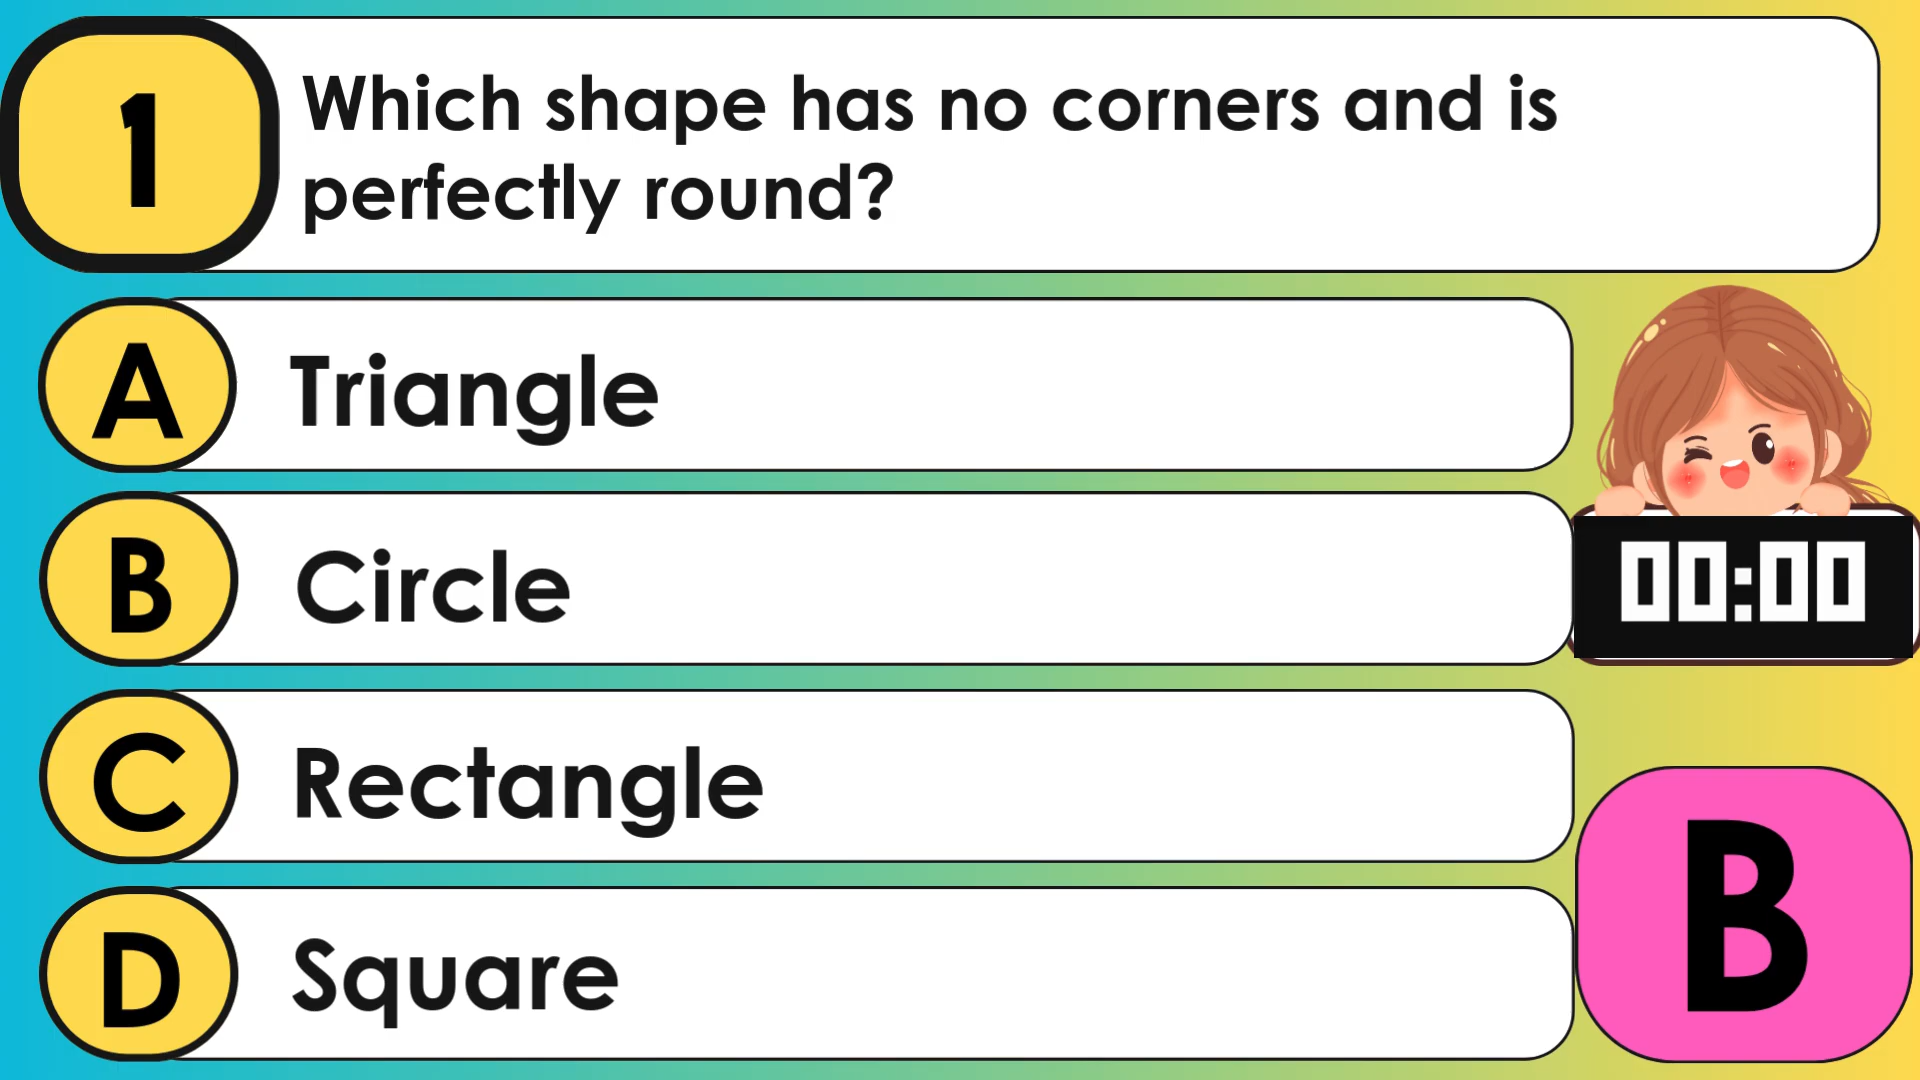 1
Which shape has no corners and is
perfectly round?
A
Triangle
B
Circle
00:00
C
Rectangle
D
Square
B